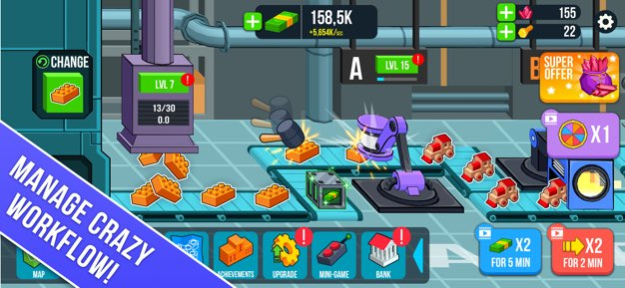 158,5K
+5,654K/sec
155
22
CHANGE
LVL 7
13/30
0.0
A
LVL 15
B
SUPER
OFFER
X1
MANAGE CRAZY
WORKFLOW!
MAP
ACHIEVEMENTS
UPGRADE
MINI-GAME
BANK
X2
FOR 5 MIN
X2
FOR 2 MIN